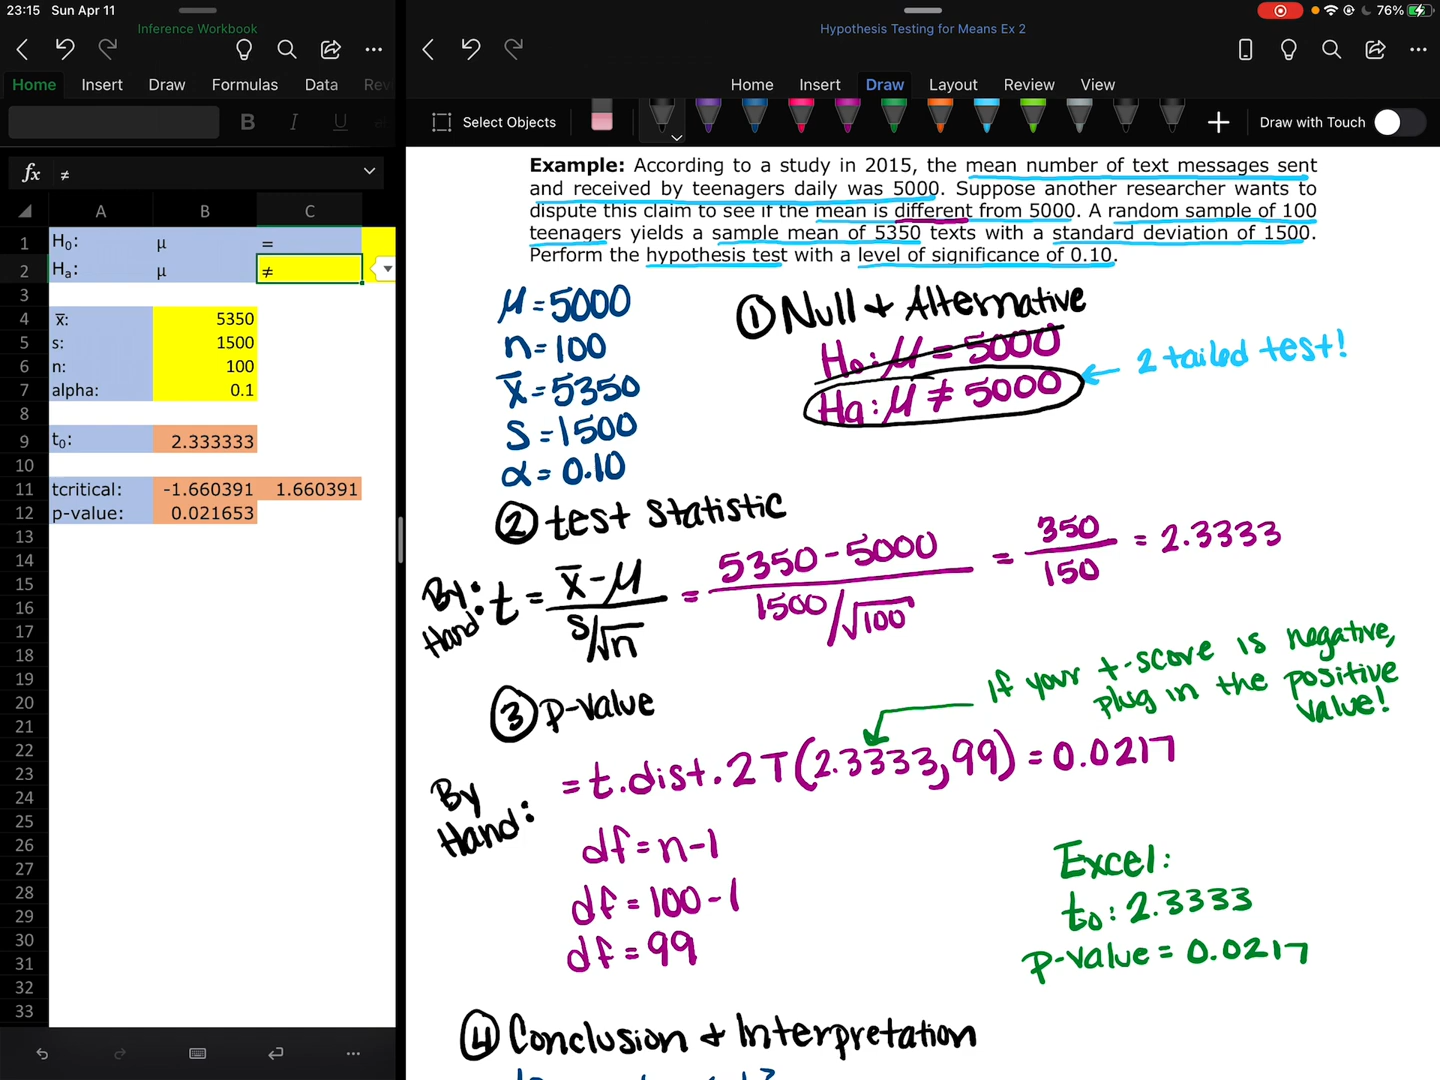 23:15 Sun Apr 11
76%
Inference Workbook
Home Insert Draw Formulas Data Rev
B I U ab
fx ≠
A B C
1 H₀: μ =
2 Hₐ: μ ≠
3
4 x̅: 5350
5 s: 1500
6 n: 100
7 alpha: 0.1
8
9 t₀: 2.333333
10
11 tcritical: -1.660391 1.660391
12 p-value: 0.021653
13
14
15
16
17
18
19
20
21
22
23
24
25
26
27
28
29
30
31
32
33
Hypothesis Testing for Means Ex 2
Home Insert Draw Layout Review View
Select Objects
Draw with Touch
Example: According to a study in 2015, the mean number of text messages sent
and received by teenagers daily was 5000. Suppose another researcher wants to
dispute this claim to see if the mean is different from 5000. A random sample of 100
teenagers yields a sample mean of 5350 texts with a standard deviation of 1500.
Perform the hypothesis test with a level of significance of 0.10.
μ = 5000
n = 100
x̅ = 5350
S = 1500
α = 0.10
① Null + Alternative
H₀: μ = 5000
Hₐ: μ ≠ 5000
2 tailed test!
② test statistic
By Hand: t = x̅ - μ / s/√n = 5350 - 5000 / 1500/√100 = 350 / 150 = 2.3333
③ p-value
If your t-score is negative,
plug in the positive
value!
By Hand: = t.dist.2T(2.3333, 99) = 0.0217
df = n - 1
df = 100 - 1
df = 99
Excel:
t₀: 2.3333
p-value = 0.0217
④ Conclusion + Interpretation